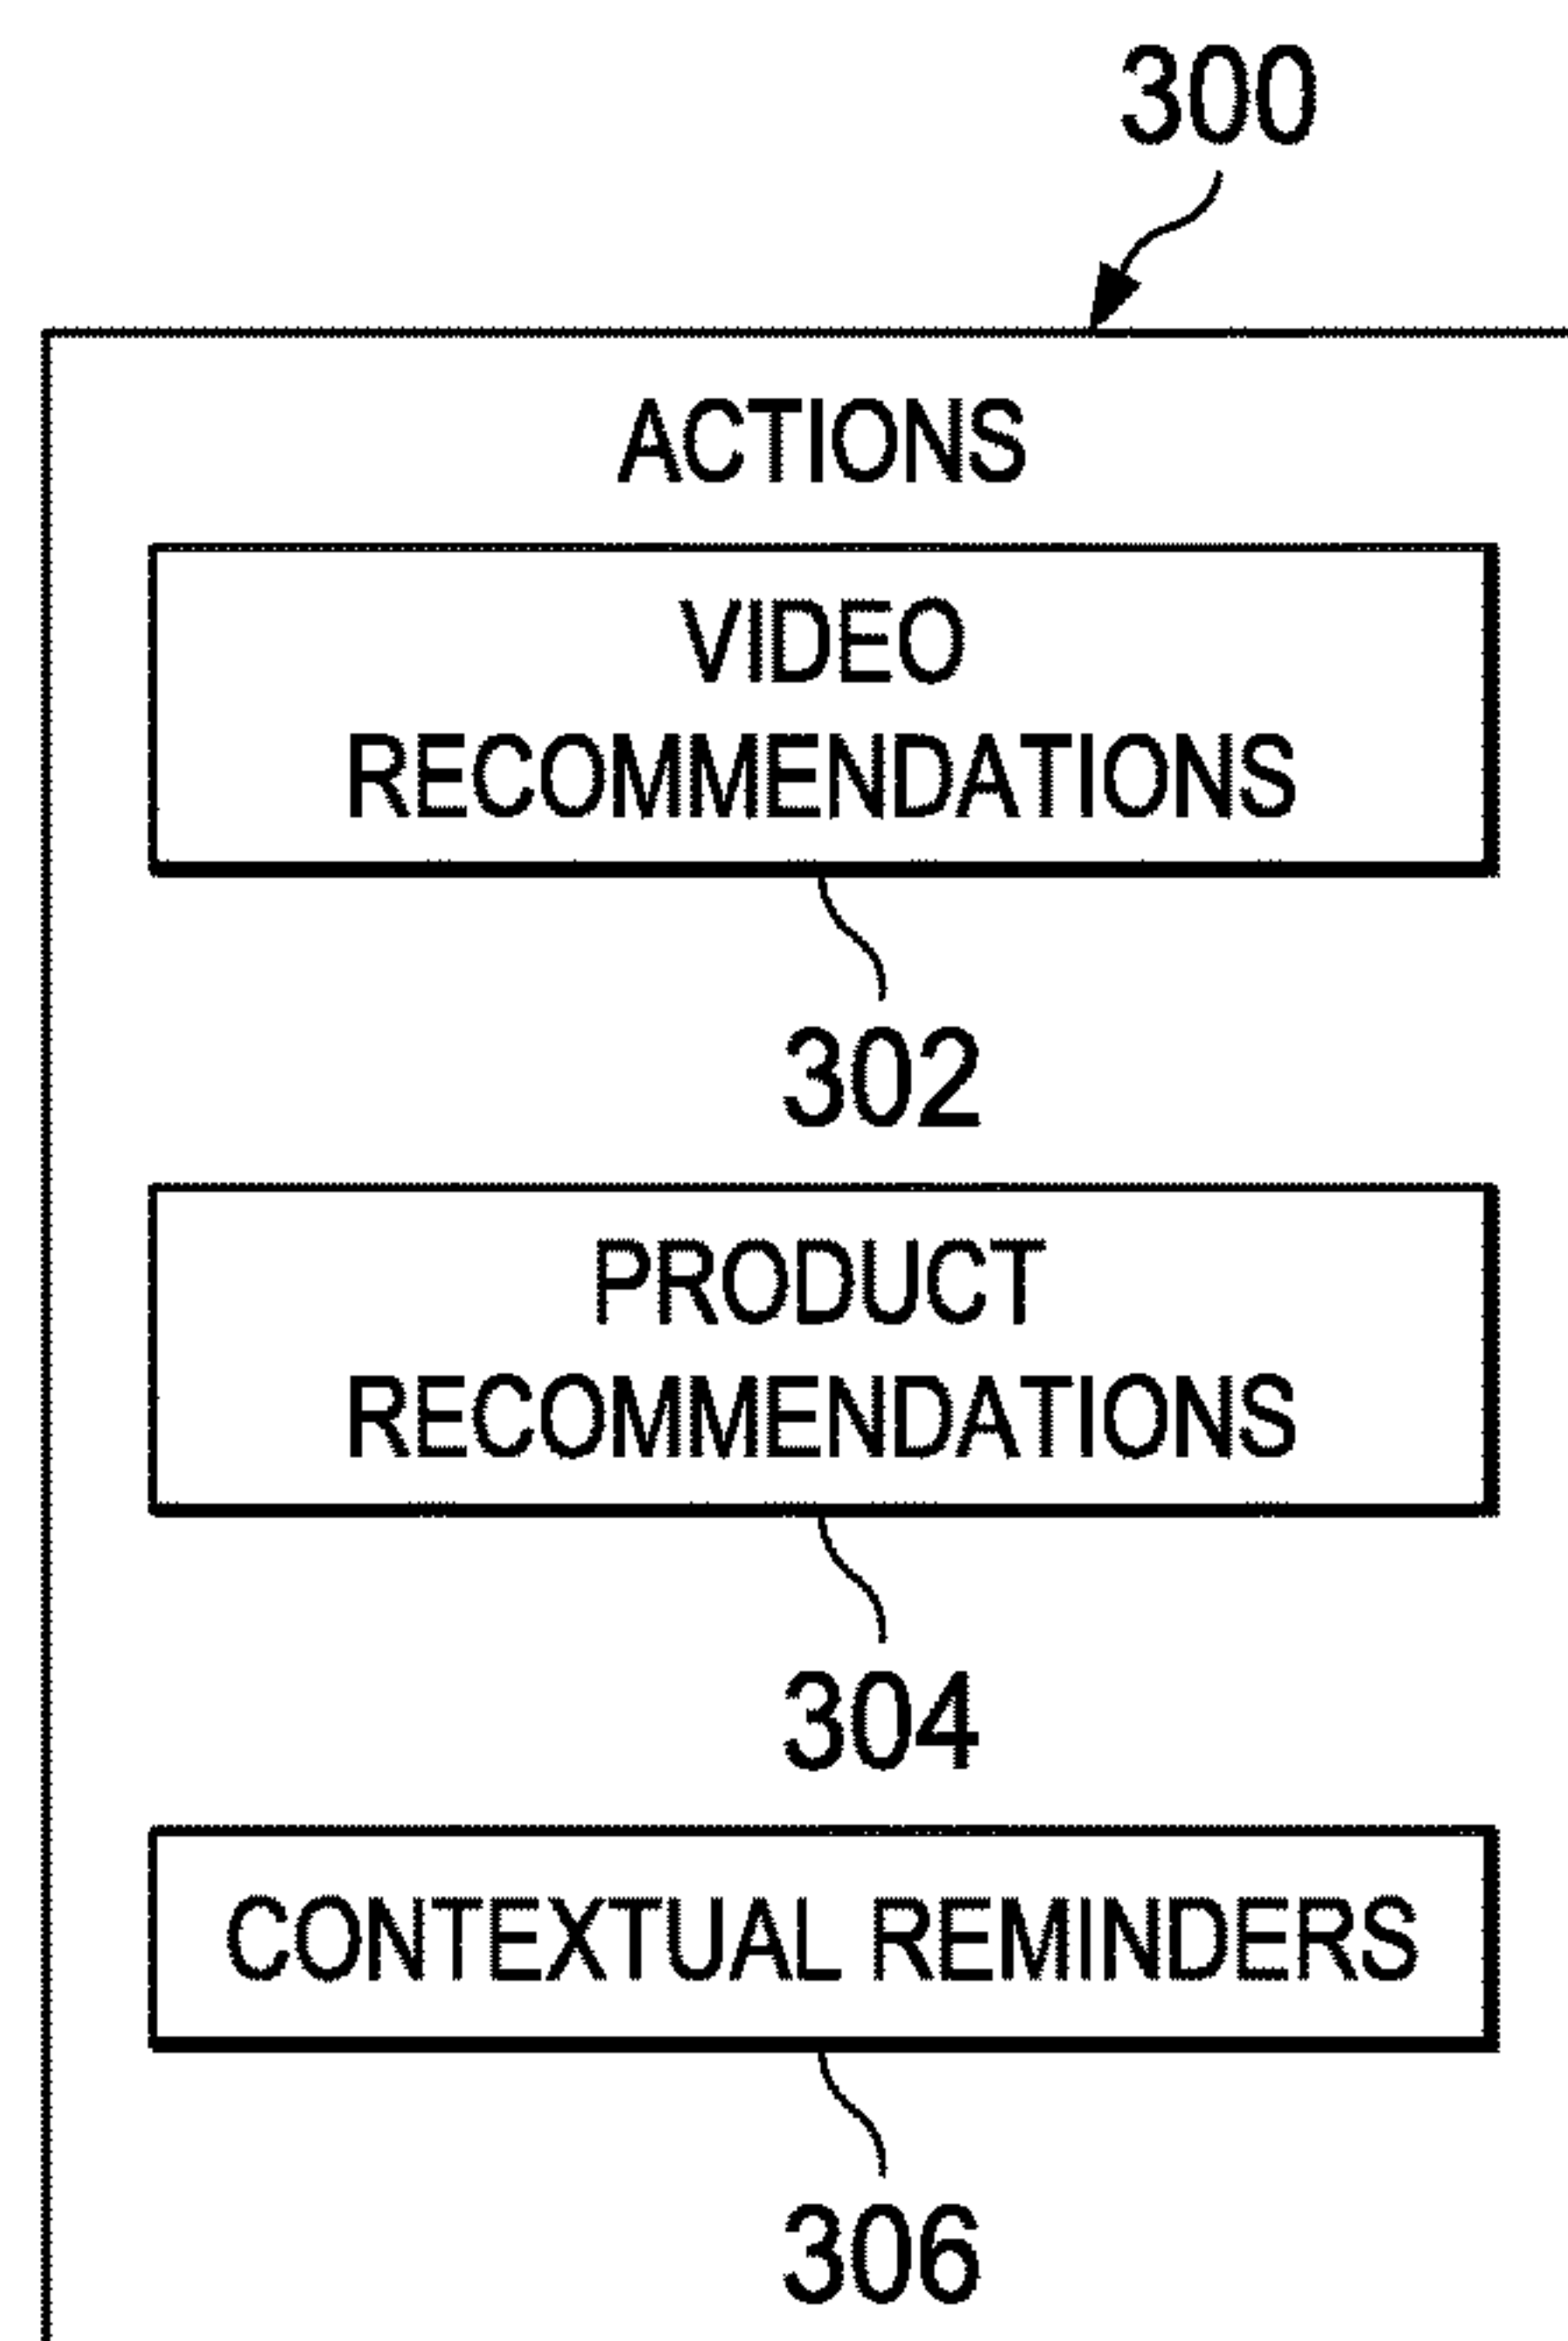 300
ACTIONS
VIDEO
RECOMMENDATIONS
302
PRODUCT
RECOMMENDATIONS
304
CONTEXTUAL REMINDERS
306